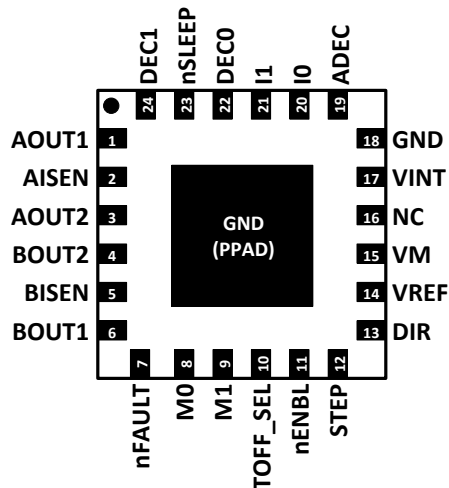 DEC1
nSLEEP
DEC0
I1
I0
ADEC
24
23
22
21
20
19
AOUT1 1
AISEN 2
AOUT2 3
BOUT2 4
BISEN 5
BOUT1 6
GND
(PPAD)
18 GND
17 VINT
16 NC
15 VM
14 VREF
13 DIR
7
8
9
10
11
12
nFAULT
M0
M1
TOFF_SEL
nENBL
STEP